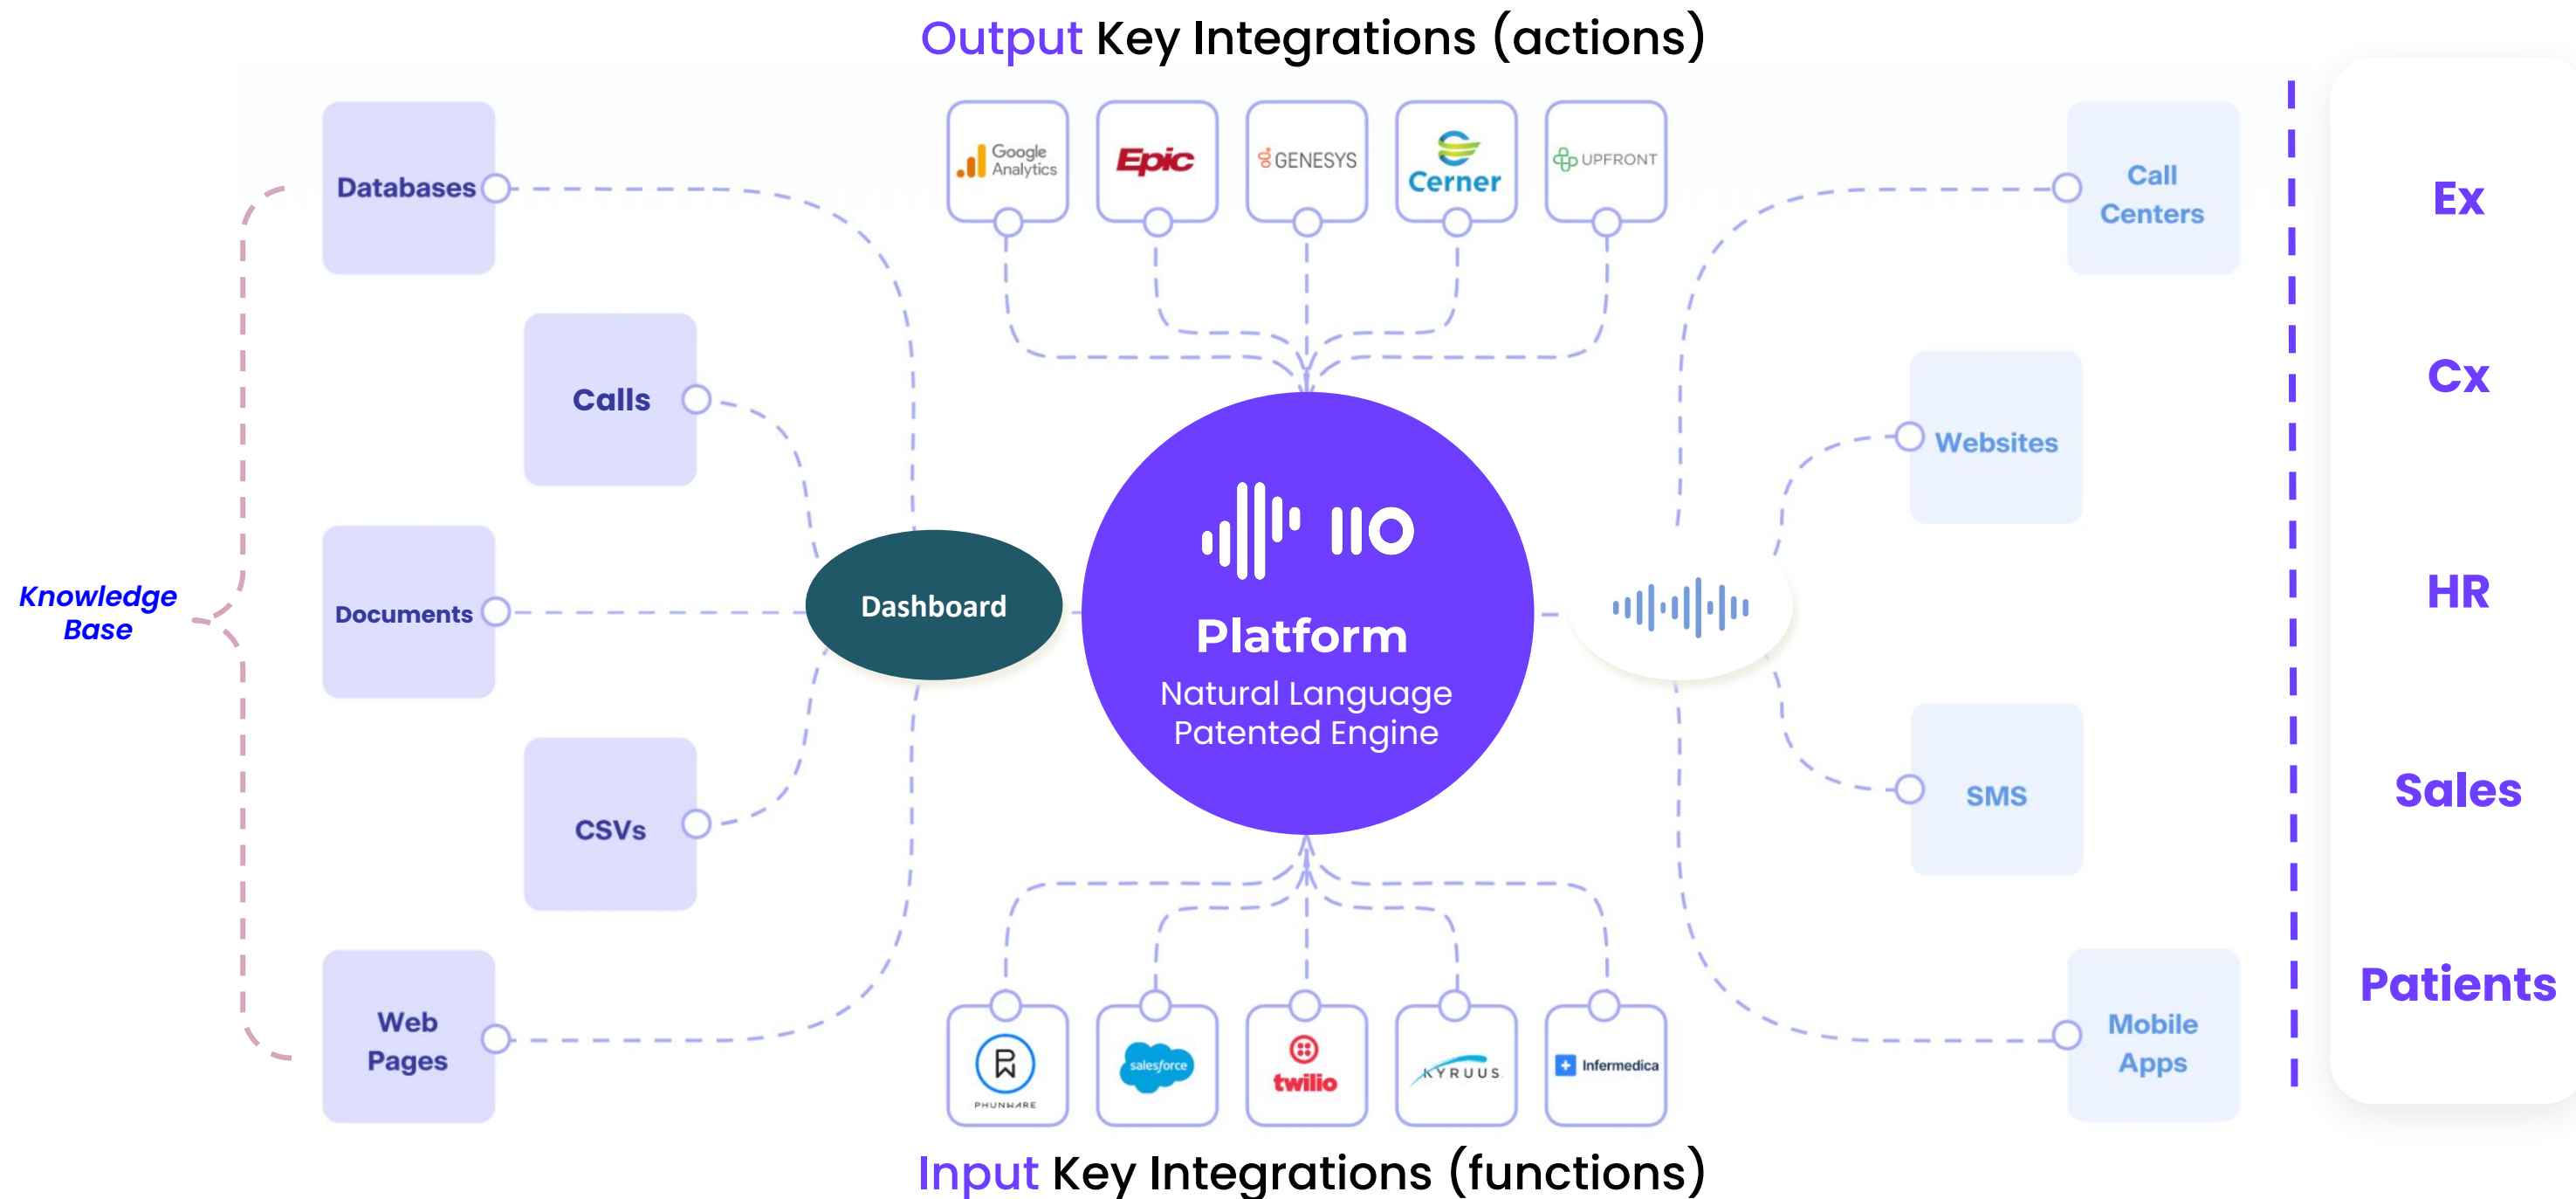 Output Key Integrations (actions)
Databases
Calls
Documents
CSVs
Web
Pages
Knowledge
Base
Dashboard
Google
Analytics
Epic
GENESYS
Cerner
UPFRONT
Platform
Natural Language
Patented Engine
PHUNWARE
salesforce
twilio
KYRUUS
Infermedica
Input Key Integrations (functions)
Call
Centers
Websites
SMS
Mobile
Apps
Ex
Cx
HR
Sales
Patients